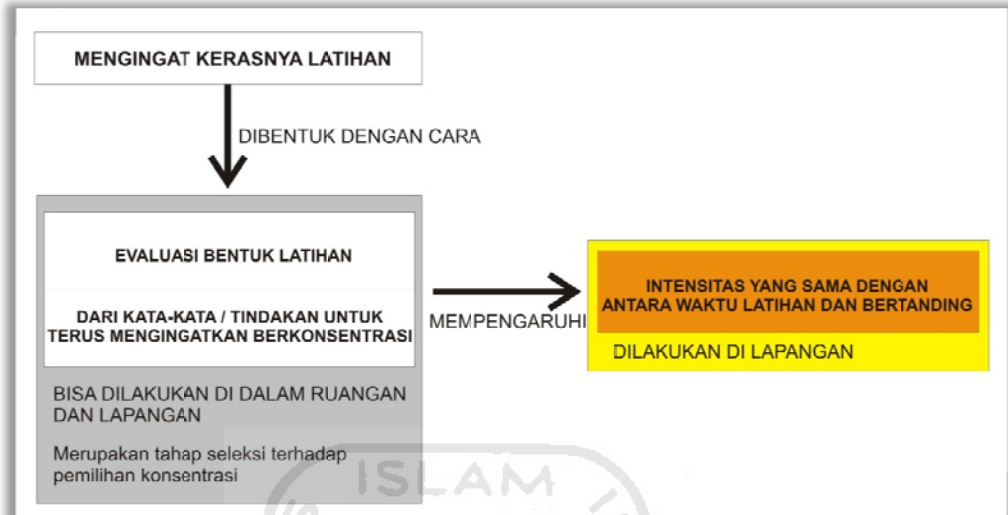 MENGINGAT KERASNYA LATIHAN
DIBENTUK DENGAN CARA
EVALUASI BENTUK LATIHAN
DARI KATA-KATA / TINDAKAN UNTUK
TERUS MENGINGATKAN BERKONSENTRASI
BISA DILAKUKAN DI DALAM RUANGAN
DAN LAPANGAN
Merupakan tahap seleksi terhadap
pemilihan konsentrasi
MEMPENGARUHI
INTENSITAS YANG SAMA DENGAN
ANTARA WAKTU LATIHAN DAN BERTANDING
DILAKUKAN DI LAPANGAN
ISLAM